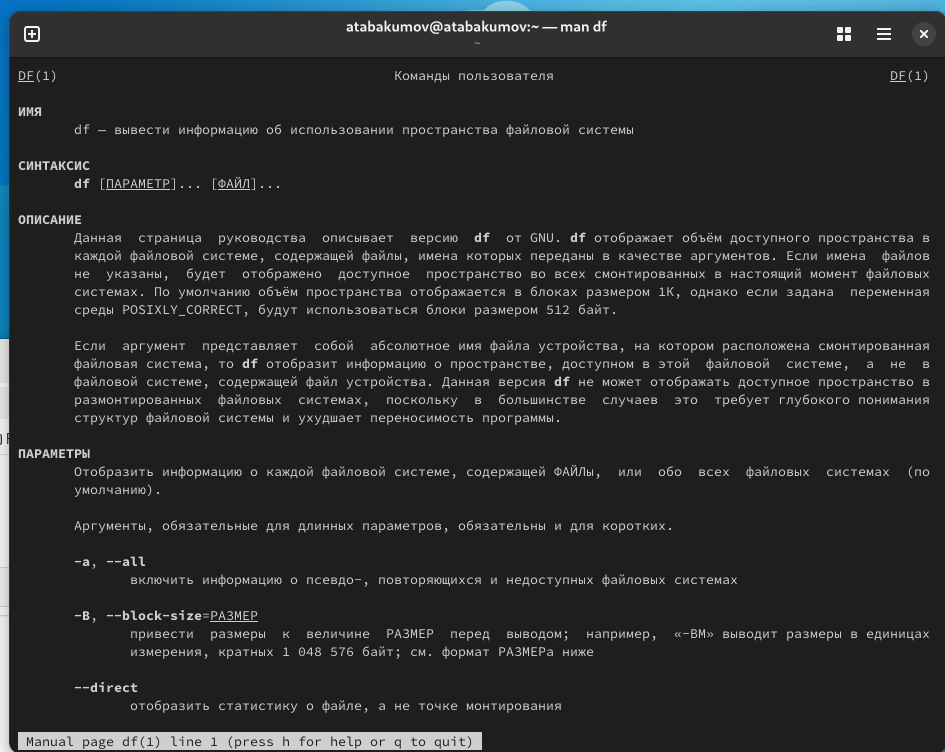 atabakumov@atabakumov:~ — man df
~
DF(1) Команды пользователя DF(1)
ИМЯ
df — вывести информацию об использовании пространства файловой системы
СИНТАКСИС
df [ПАРАМЕТР]... [ФАЙЛ]...
ОПИСАНИЕ
Данная страница руководства описывает версию df от GNU. df отображает объём доступного пространства в
каждой файловой системе, содержащей файлы, имена которых переданы в качестве аргументов. Если имена файлов
не указаны, будет отображено доступное пространство во всех смонтированных в настоящий момент файловых
системах. По умолчанию объём пространства отображается в блоках размером 1K, однако если задана переменная
среды POSIXLY_CORRECT, будут использоваться блоки размером 512 байт.
Если аргумент представляет собой абсолютное имя файла устройства, на котором расположена смонтированная
файловая система, то df отобразит информацию о пространстве, доступном в этой файловой системе, а не в
файловой системе, содержащей файл устройства. Данная версия df не может отображать доступное пространство в
размонтированных файловых системах, поскольку в большинстве случаев это требует глубокого понимания
структур файловой системы и ухудшает переносимость программы.
ПАРАМЕТРЫ
Отобразить информацию о каждой файловой системе, содержащей ФАЙЛы, или обо всех файловых системах (по
умолчанию).
Аргументы, обязательные для длинных параметров, обязательны и для коротких.
-a, --all
включить информацию о псевдо-, повторяющихся и недоступных файловых системах
-B, --block-size=РАЗМЕР
привести размеры к величине РАЗМЕР перед выводом; например, «-BM» выводит размеры в единицах
измерения, кратных 1 048 576 байт; см. формат РАЗМЕРа ниже
--direct
отобразить статистику о файле, а не точке монтирования
Manual page df(1) line 1 (press h for help or q to quit)